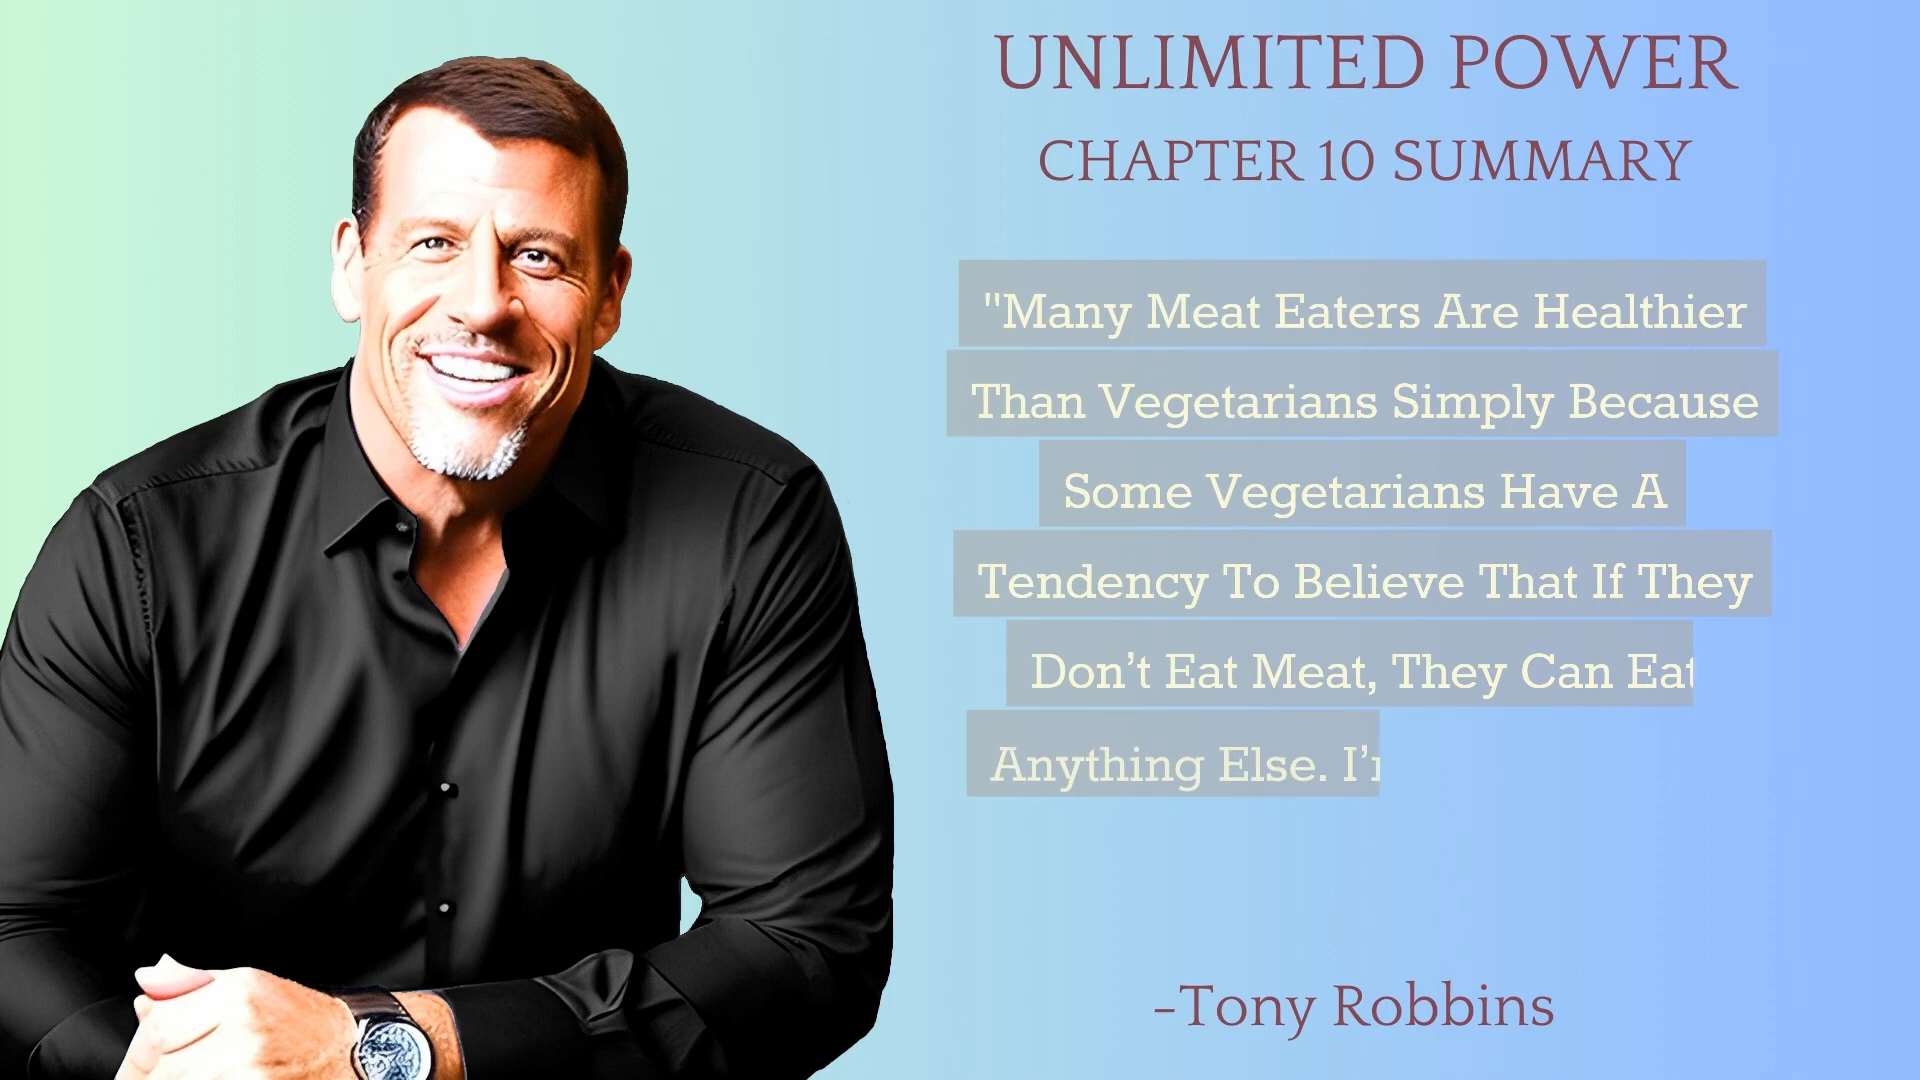 UNLIMITED POWER
CHAPTER 10 SUMMARY
"Many Meat Eaters Are Healthier
Than Vegetarians Simply Because
Some Vegetarians Have A
Tendency To Believe That If They
Don’t Eat Meat, They Can Eat
Anything Else.
-Tony Robbins